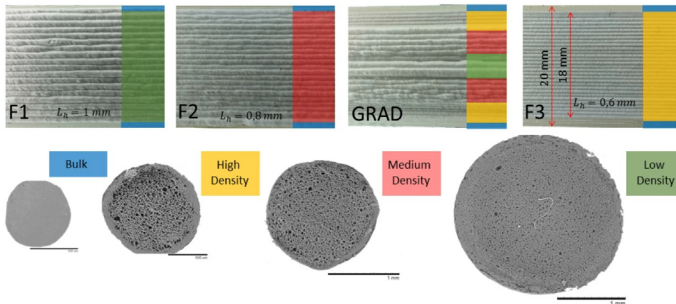 F1
L_h = 1 mm
F2
L_h = 0,8 mm
GRAD
F3
20 mm
18 mm
L_h = 0,6 mm
Bulk
High
Density
Medium
Density
Low
Density
1 mm